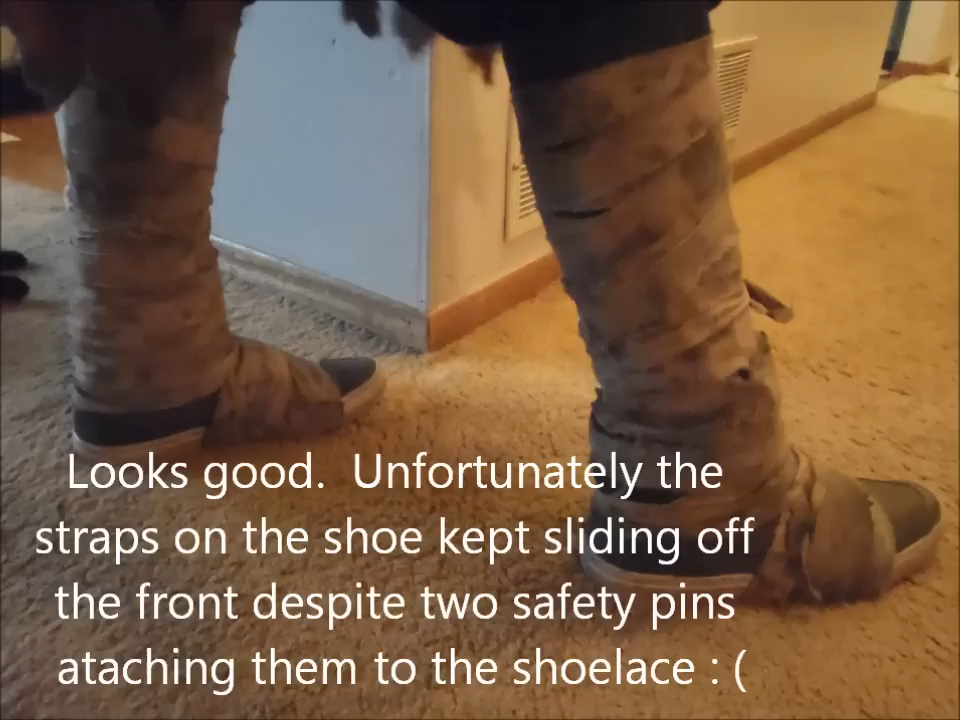 Looks good.  Unfortunately the
straps on the shoe kept sliding off
the front despite two safety pins
ataching them to the shoelace : (